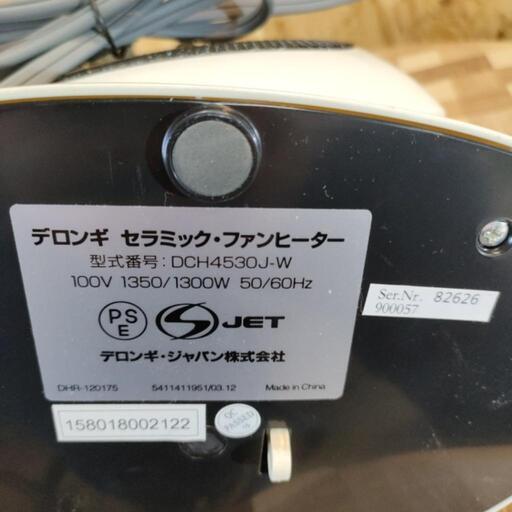 デロンギ セラミック・ファンヒーター
型式番号：DCH4530J-W
100V 1350/1300W 50/60Hz
PS
E
S JET
デロンギ・ジャパン株式会社
DHR-120175 5411411951/03.12 Made in China
Ser.Nr. 82626
900057
158018002122
QC
PASSED